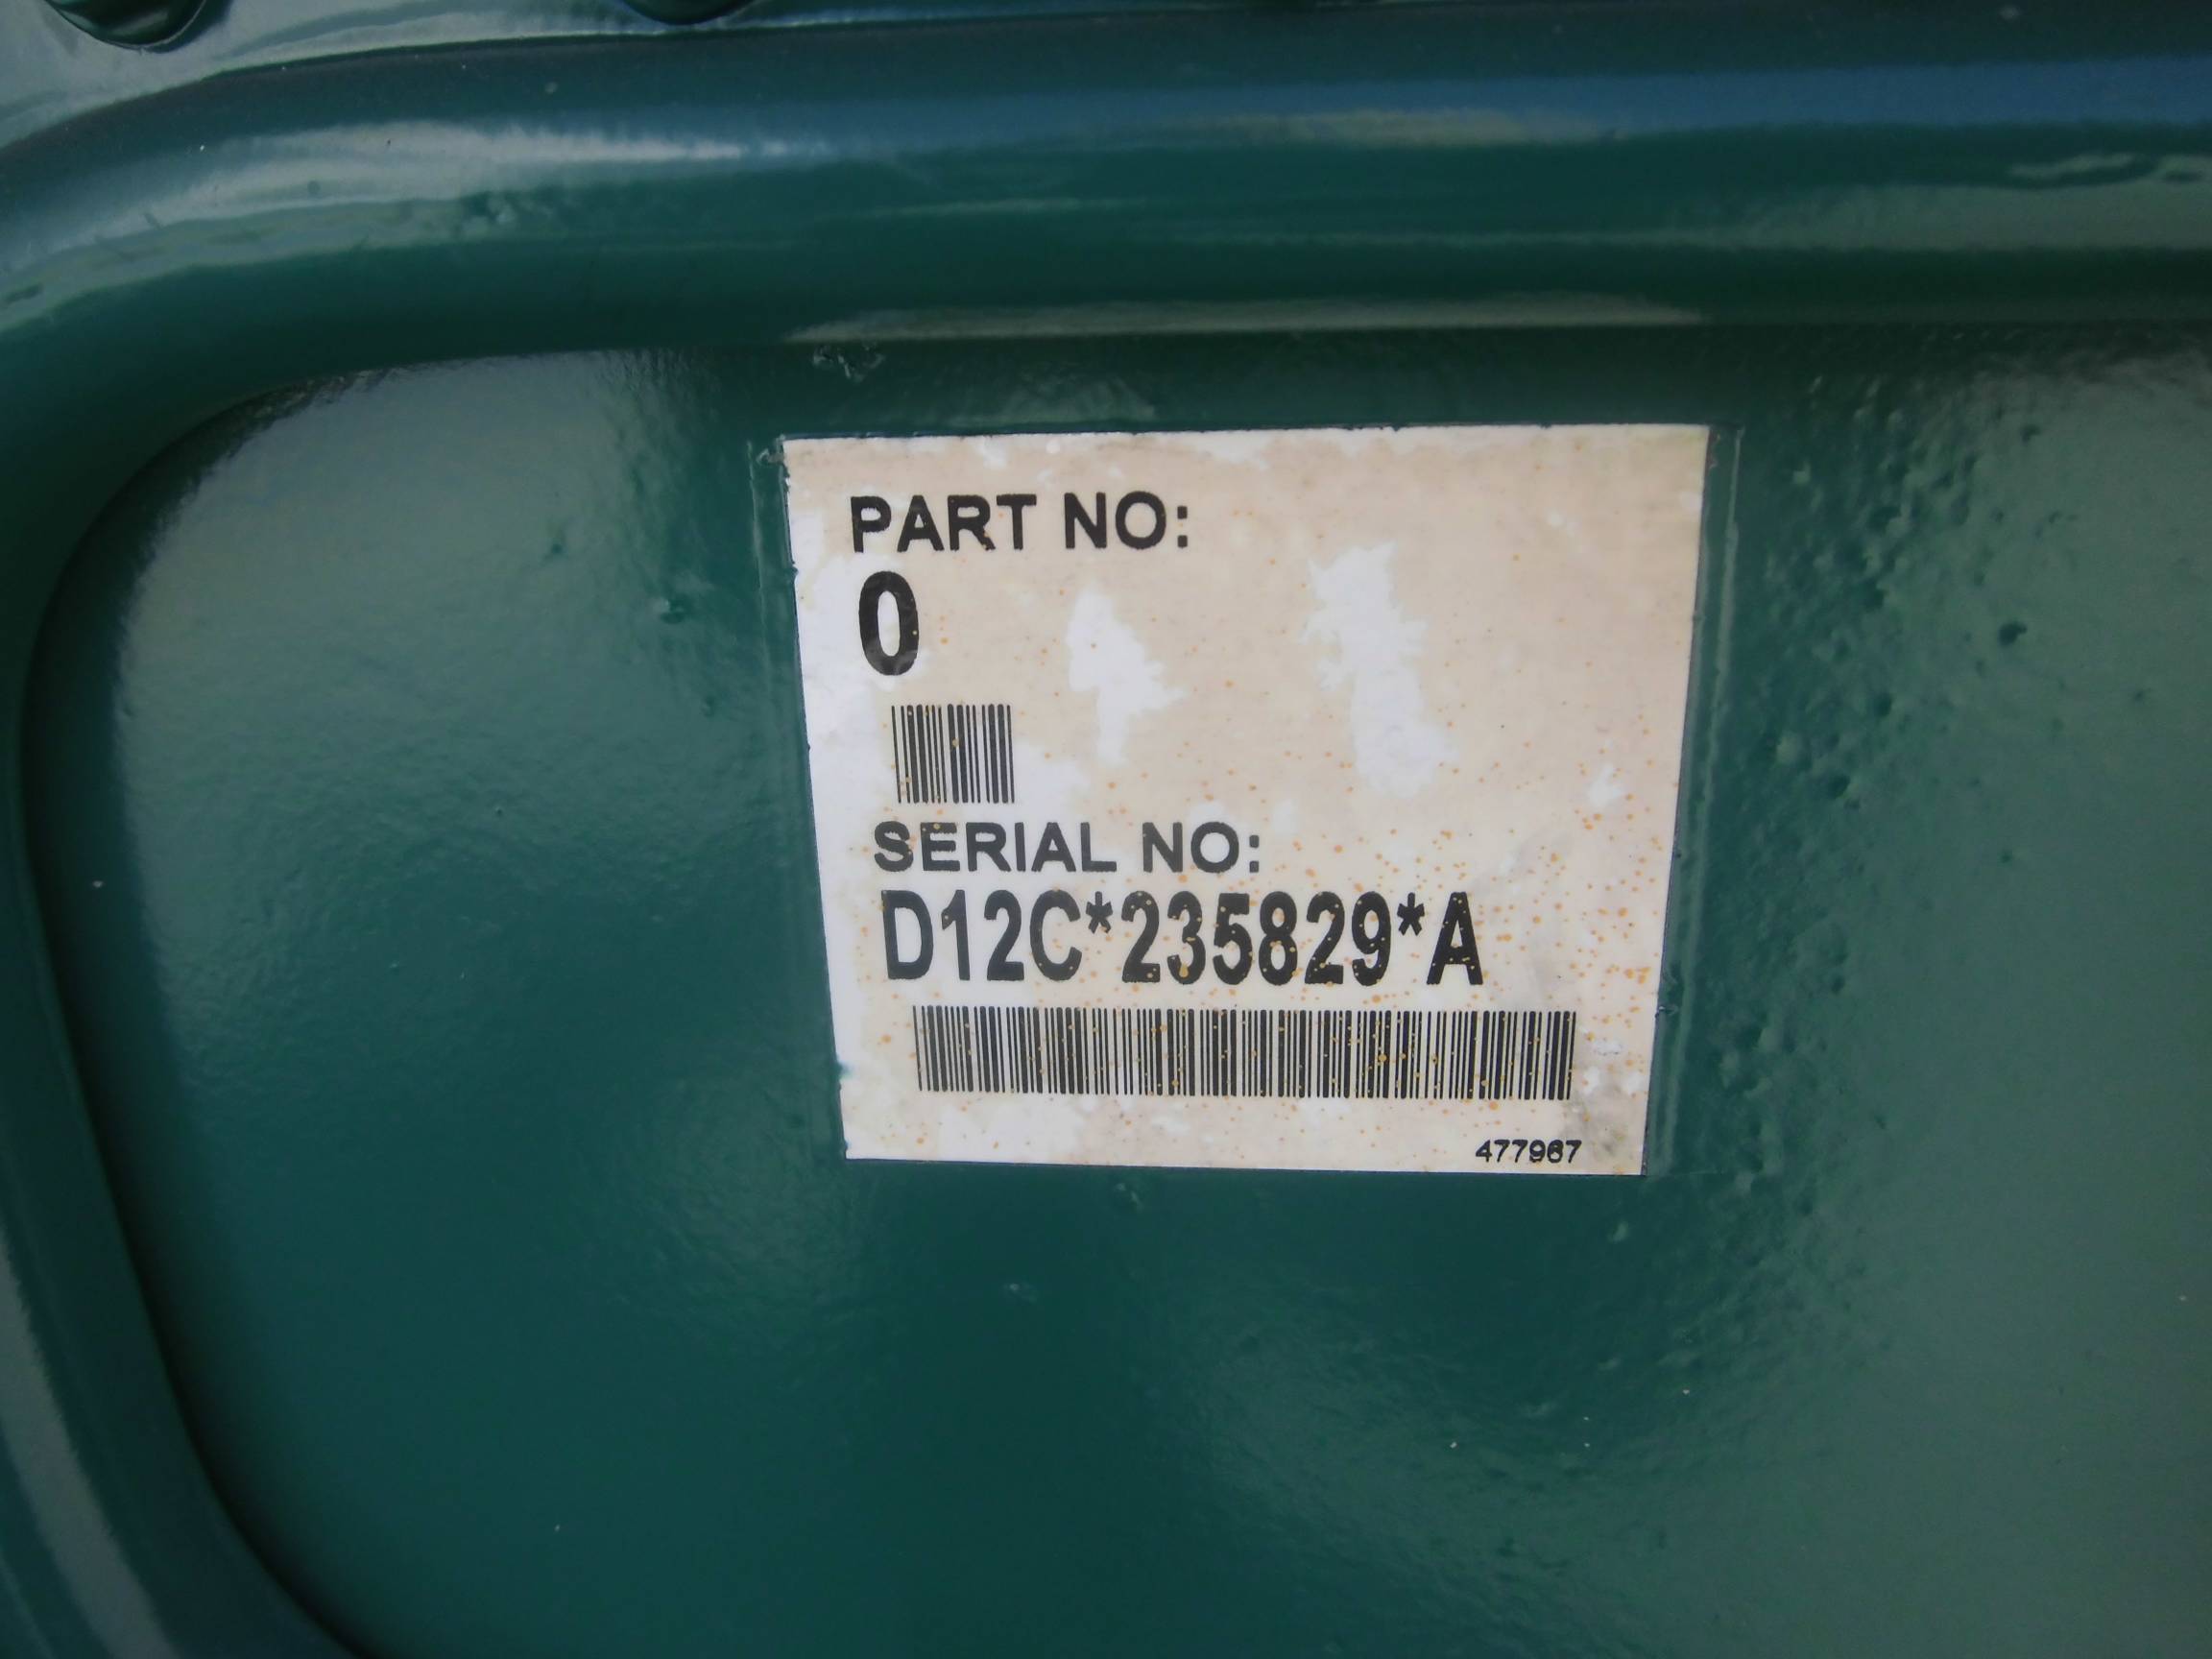 PART NO:
0
SERIAL NO:
D12C*235829*A
477967